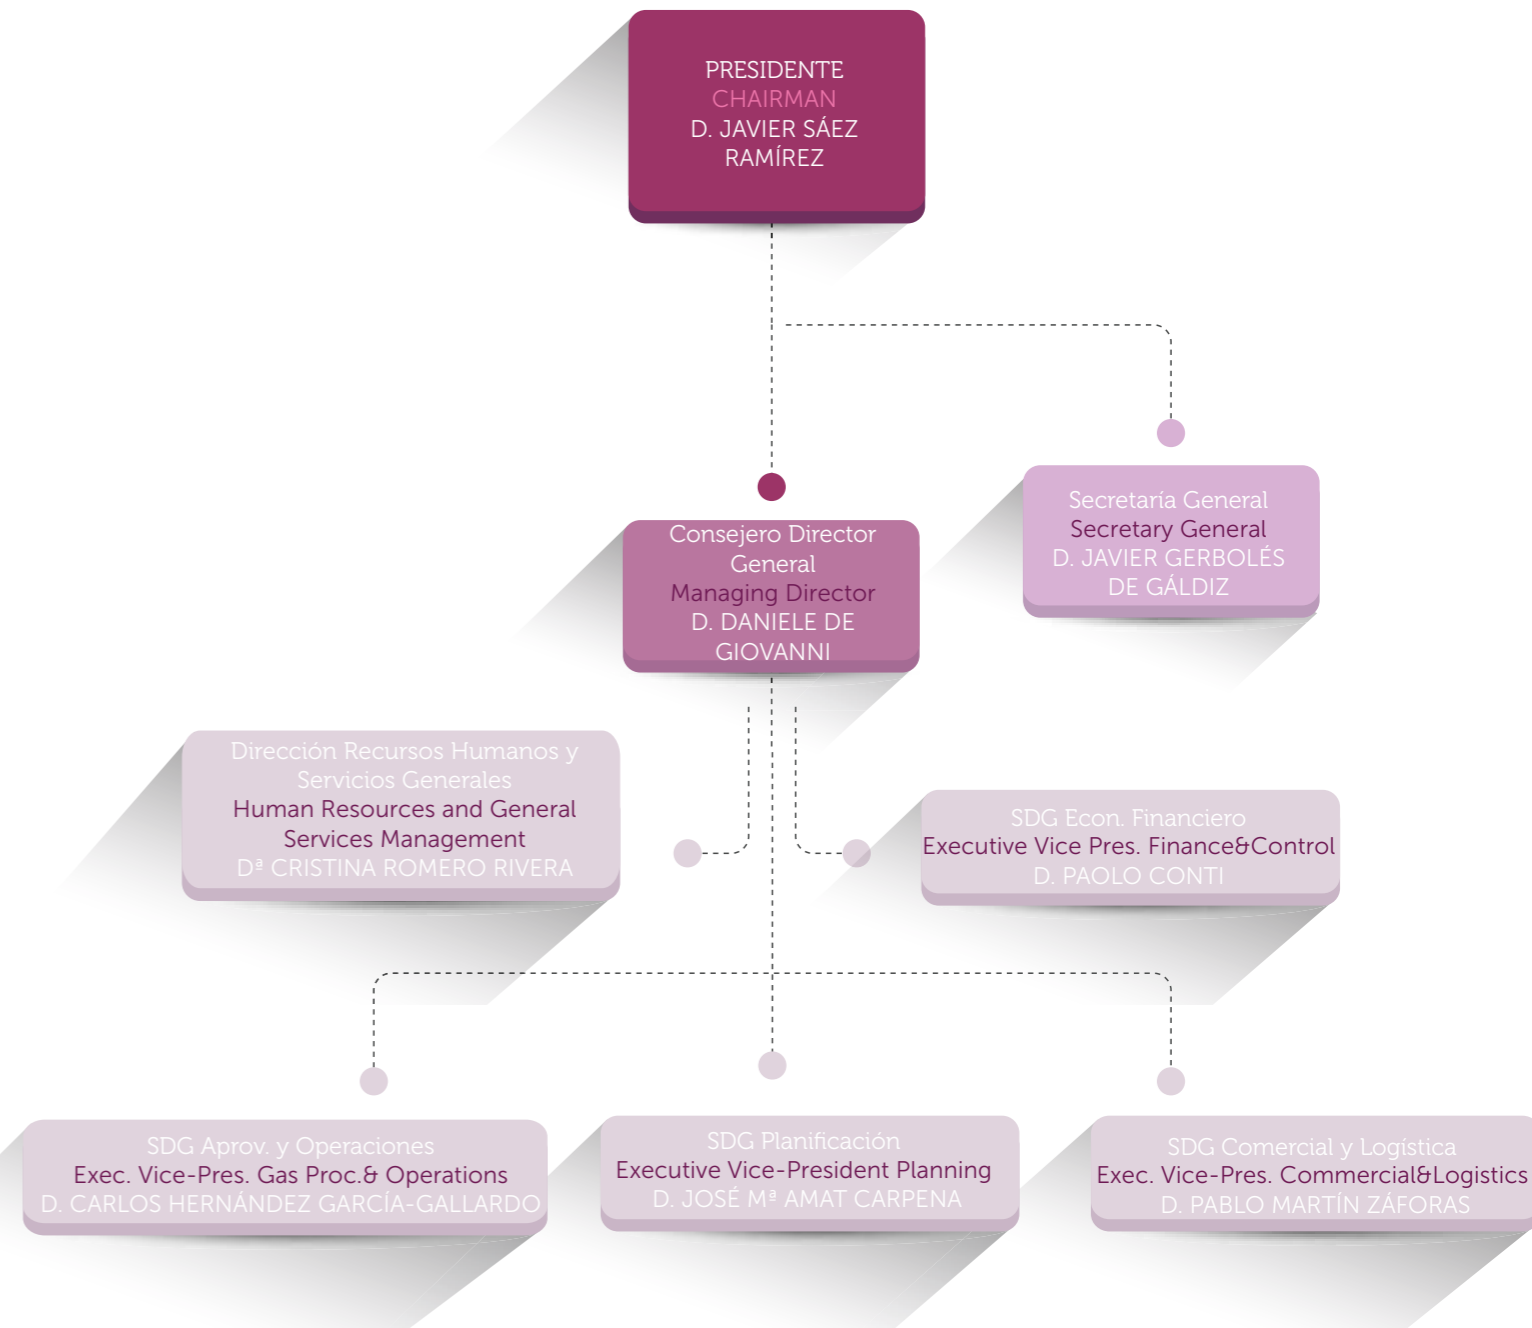 PRESIDENTE
CHAIRMAN
D. JAVIER SÁEZ
RAMÍREZ
Secretaría General
Secretary General
D. JAVIER GERBOLÉS
DE GÁLDIZ
Consejero Director
General
Managing Director
D. DANIELE DE
GIOVANNI
Dirección Recursos Humanos y
Servicios Generales
Human Resources and General
Services Management
Dª CRISTINA ROMERO RIVERA
SDG Econ. Financiero
Executive Vice Pres. Finance&Control
D. PAOLO CONTI
SDG Aprov. y Operaciones
Exec. Vice-Pres. Gas Proc.& Operations
D. CARLOS HERNÁNDEZ GARCÍA-GALLARDO
SDG Planificación
Executive Vice-President Planning
D. JOSÉ Mª AMAT CARPENA
SDG Comercial y Logística
Exec. Vice-Pres. Commercial&Logistics
D. PABLO MARTÍN ZÁFORAS